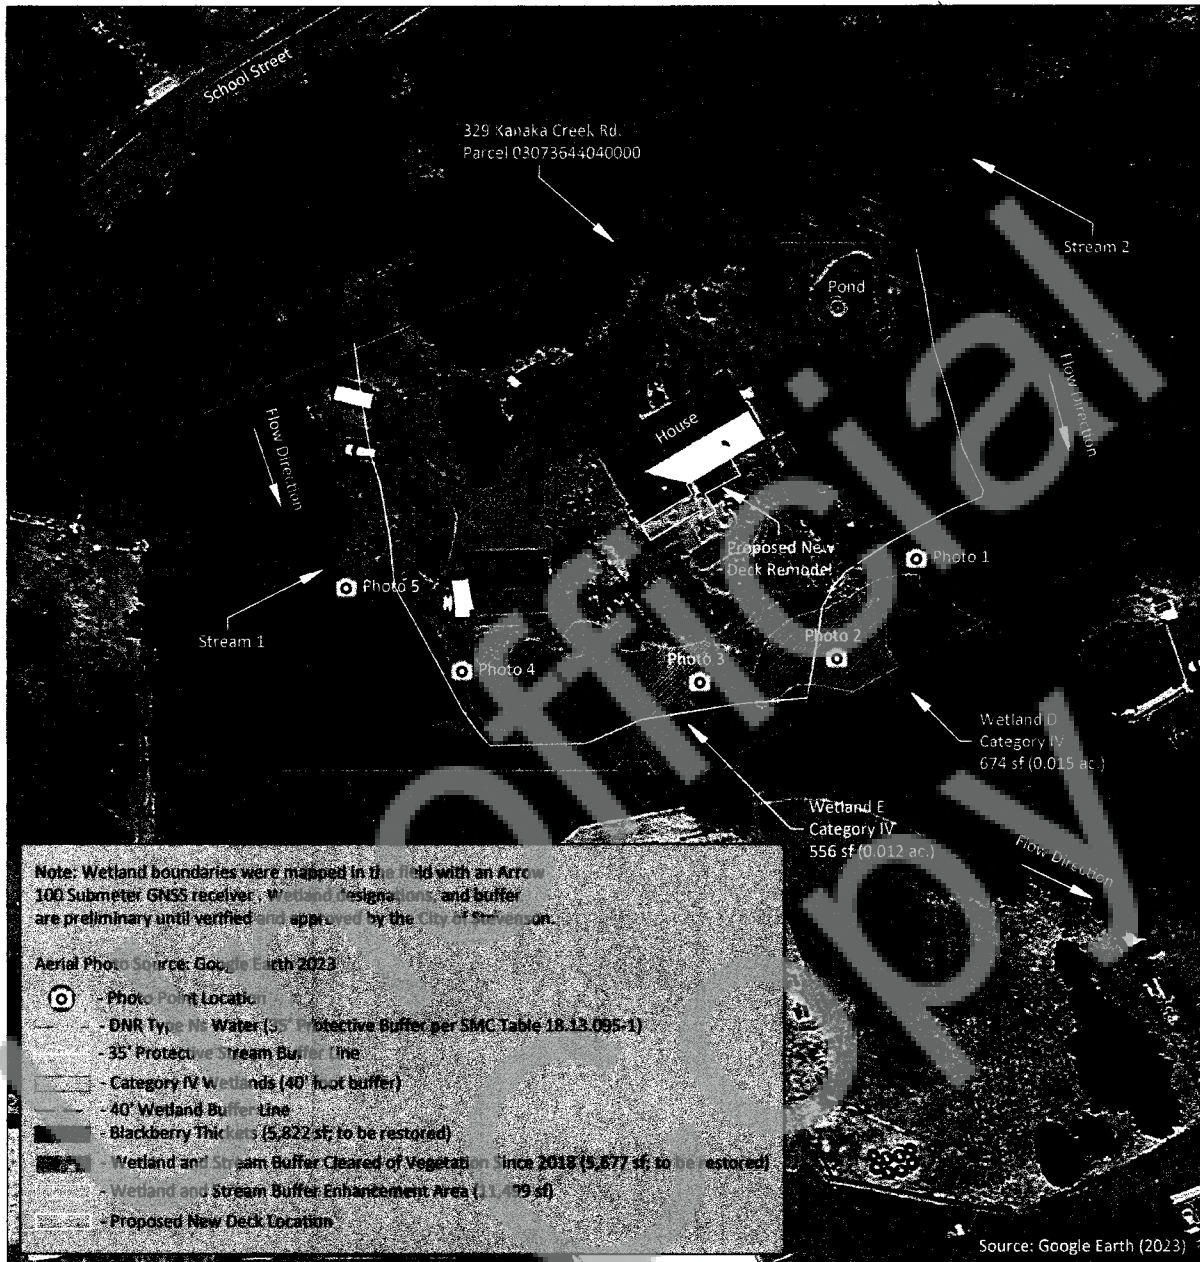 School Street
329 Kanaka Creek Rd.
Parcel 03073644040000
Stream 2
Pond
Flow Direction
House
Flow Direction
Proposed New
Deck Remodel
Photo 1
Photo 5
Stream 1
Photo 2
Photo 3
Photo 4
Wetland D
Category IV
674 sf (0.015 ac.)
Wetland E
Category IV
556 sf (0.012 ac.)
Flow Direction
Note: Wetland boundaries were mapped in the field with an Arrow
100 Submeter GNSS receiver . Wetland designations, and buffer
are preliminary until verified and approved by the City of Stevenson.
Aerial Photo Source: Google Earth 2023
- Photo Point Location
- DNR Type Ns Water (35' Protective Buffer per SMC Table 18.13.095-1)
- 35' Protective Stream Buffer Line
- Category IV Wetlands (40' foot buffer)
- 40' Wetland Buffer Line
- Blackberry Thickets (5,822 sf; to be restored)
- Wetland and Stream Buffer Cleared of Vegetation Since 2018 (5,677 sf; to be restored)
- Wetland and Stream Buffer Enhancement Area (11,499 sf)
- Proposed New Deck Location
Source: Google Earth (2023)
Unofficial
Copy